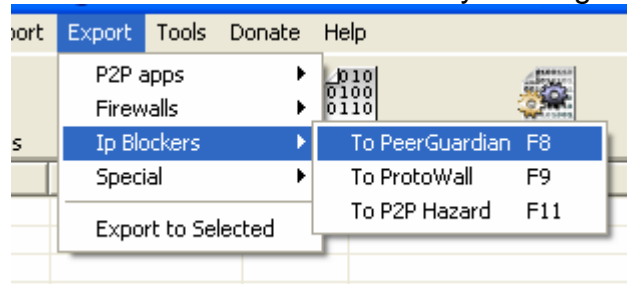 Export Tools Donate Help
P2P apps
Firewalls
Ip Blockers
To PeerGuardian F8
Special
To ProtoWall F9
To P2P Hazard F11
Export to Selected
010
0100
0110
s